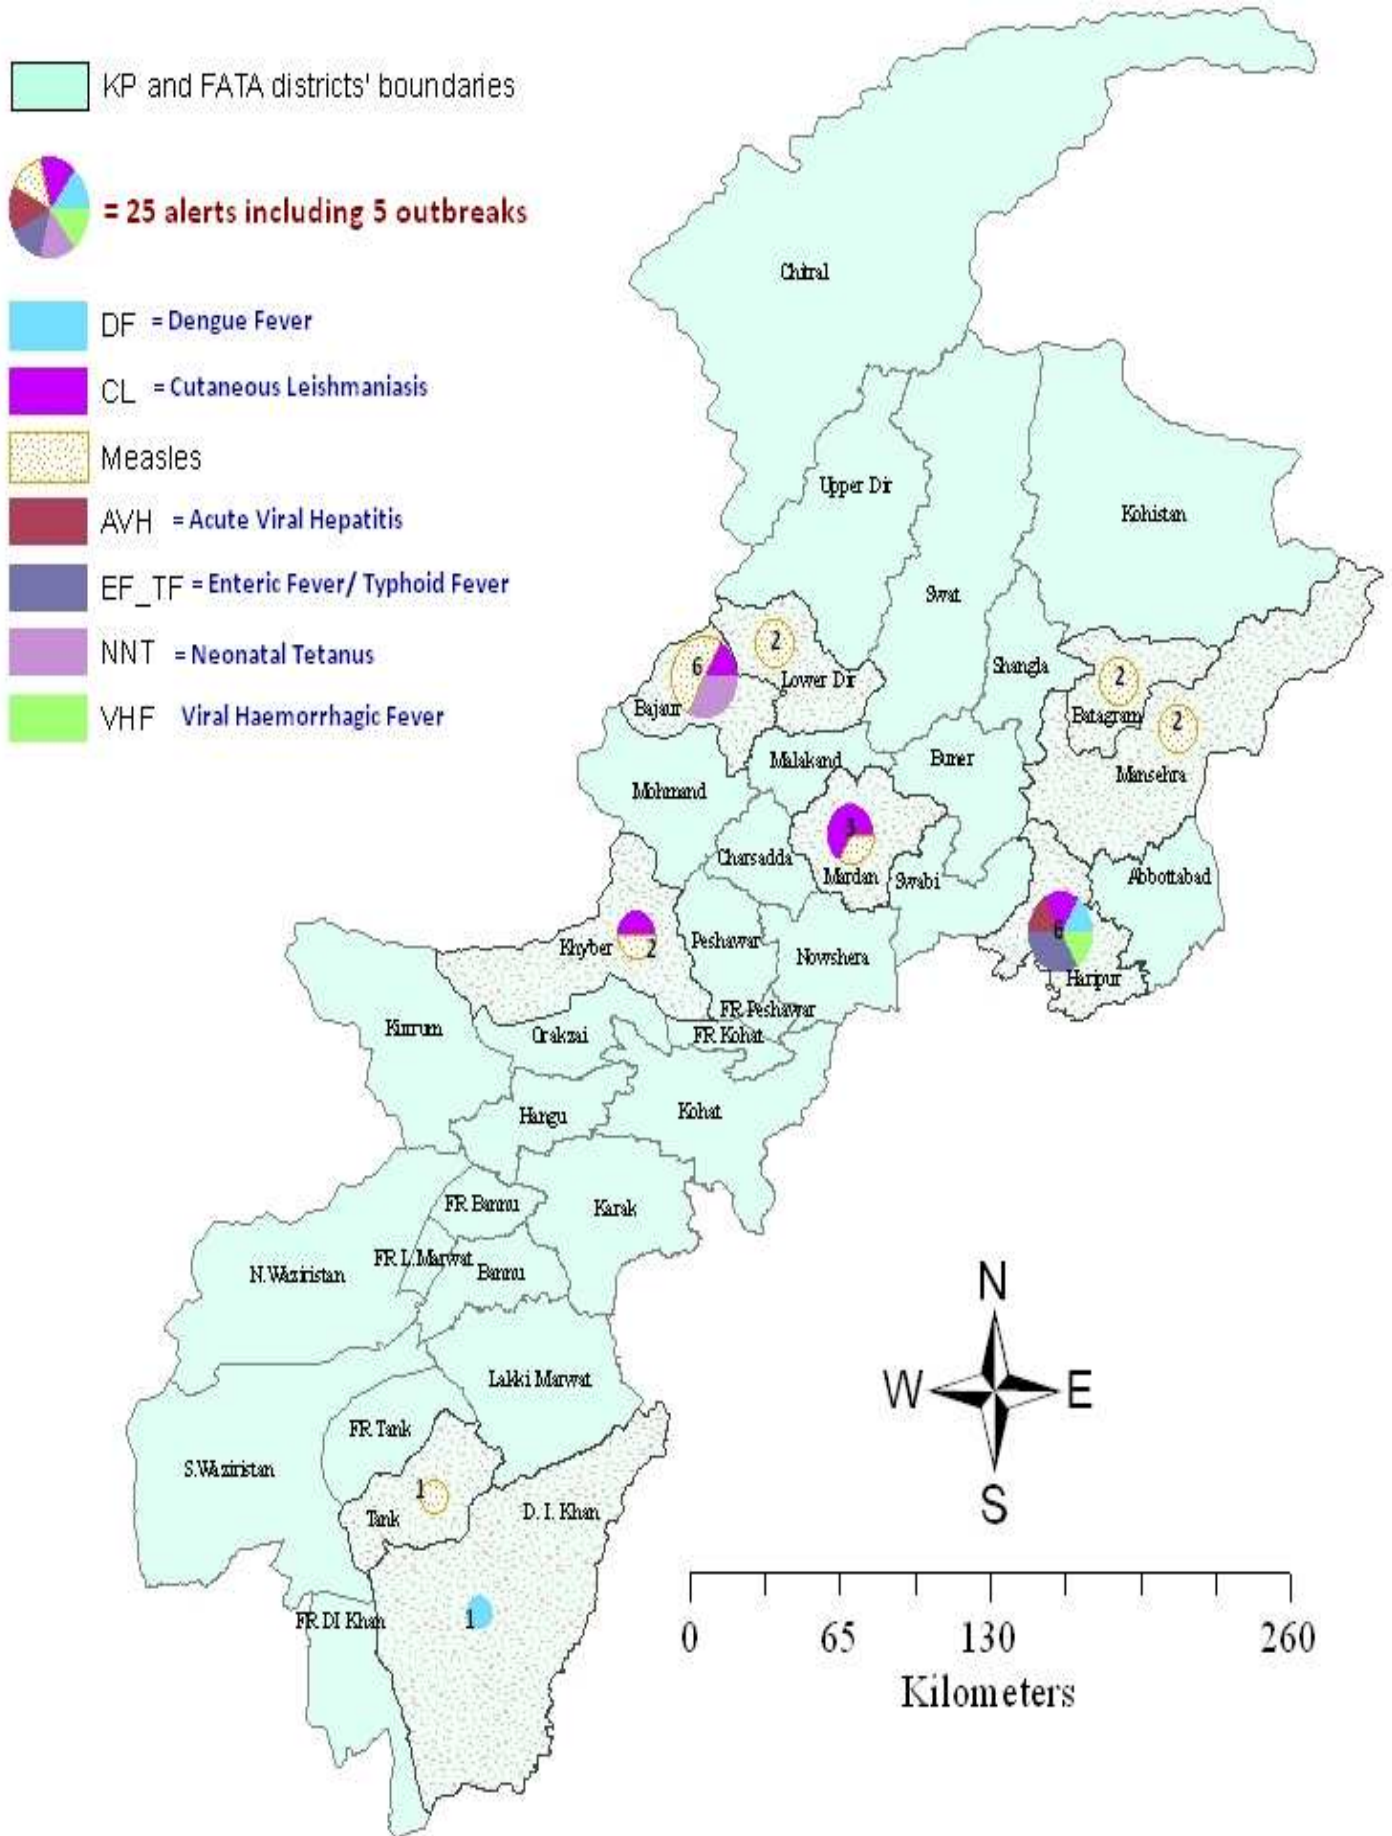 KP and FATA districts' boundaries
= 25 alerts including 5 outbreaks
DF = Dengue Fever
CL = Cutaneous Leishmaniasis
Measles
AVH = Acute Viral Hepatitis
EF_TF = Enteric Fever/ Typhoid Fever
NNT = Neonatal Tetanus
VHF Viral Haemorrhagic Fever
Chitral
Upper Dir
Kohistan
Swat
2
Shangla
6
Lower Dir
2
Bajaur
Batagram
2
Malakand
Buner
Mansehra
Mohmand
3
Charsadda
Mardan
Swabi
Abbottabad
Khyber
2
Peshawar
Nowshera
6
Haripur
FR Peshawar
Kurrum
Orakzai
FR Kohat
Hangu
Kohat
FR Bannu
Karak
FR L.Marwat
N.Waziristan
Bannu
Lakki Marwat
FR Tank
S.Waziristan
1
Tank
D. I. Khan
FR DI Khan
1
N
W
E
S
0 65 130 260
Kilometers